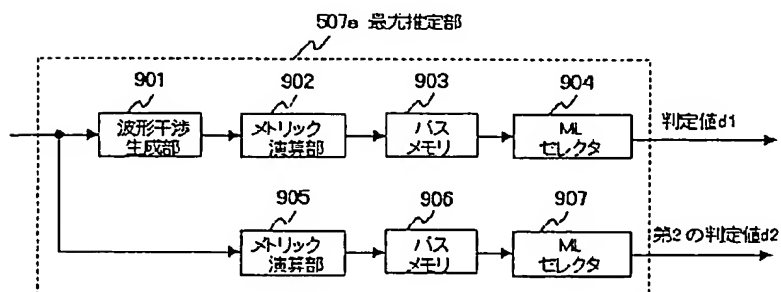 507a 最尤推定部
901
902
903
904
波形干渉
生成部
メトリック
演算部
パス
メモリ
ML
セレクタ
判定値d1
905
906
907
メトリック
演算部
パス
メモリ
ML
セレクタ
第2の判定値d2